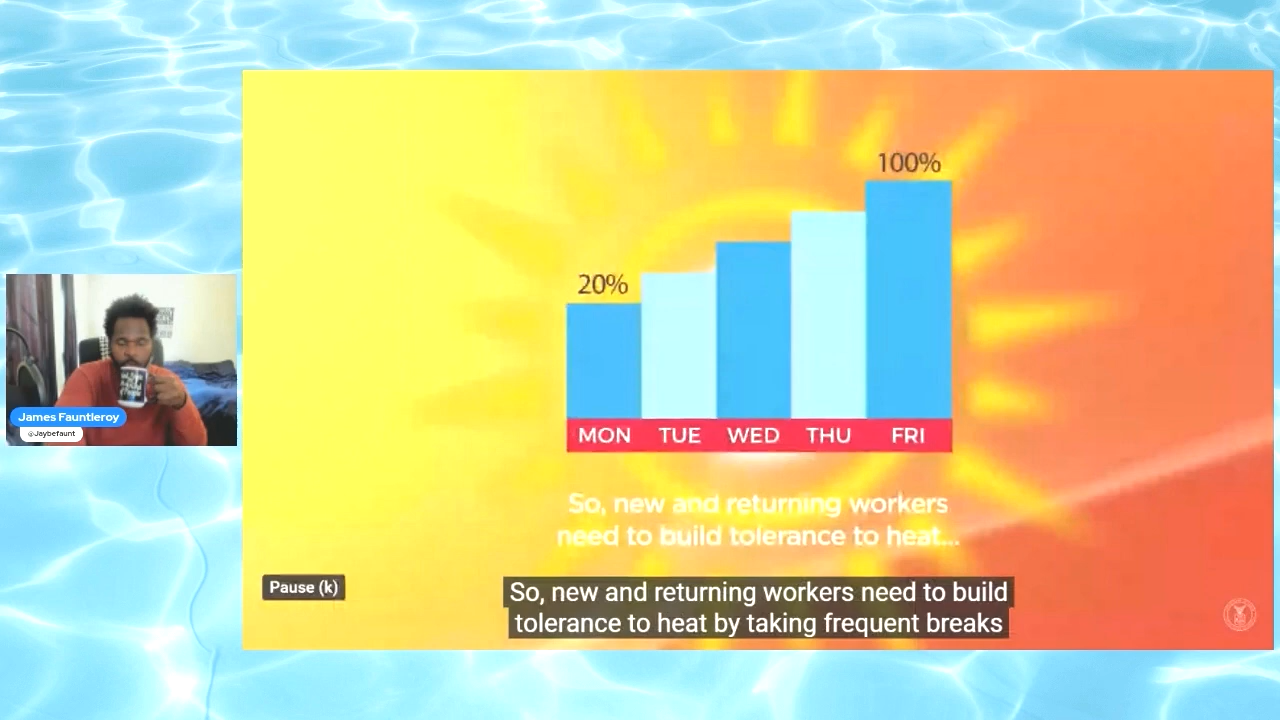 100%
20%
MON TUE WED THU FRI
So, new and returning workers
need to build tolerance to heat...
Pause (k)
So, new and returning workers need to build
tolerance to heat by taking frequent breaks
James Fauntleroy
@Jaybefaunt